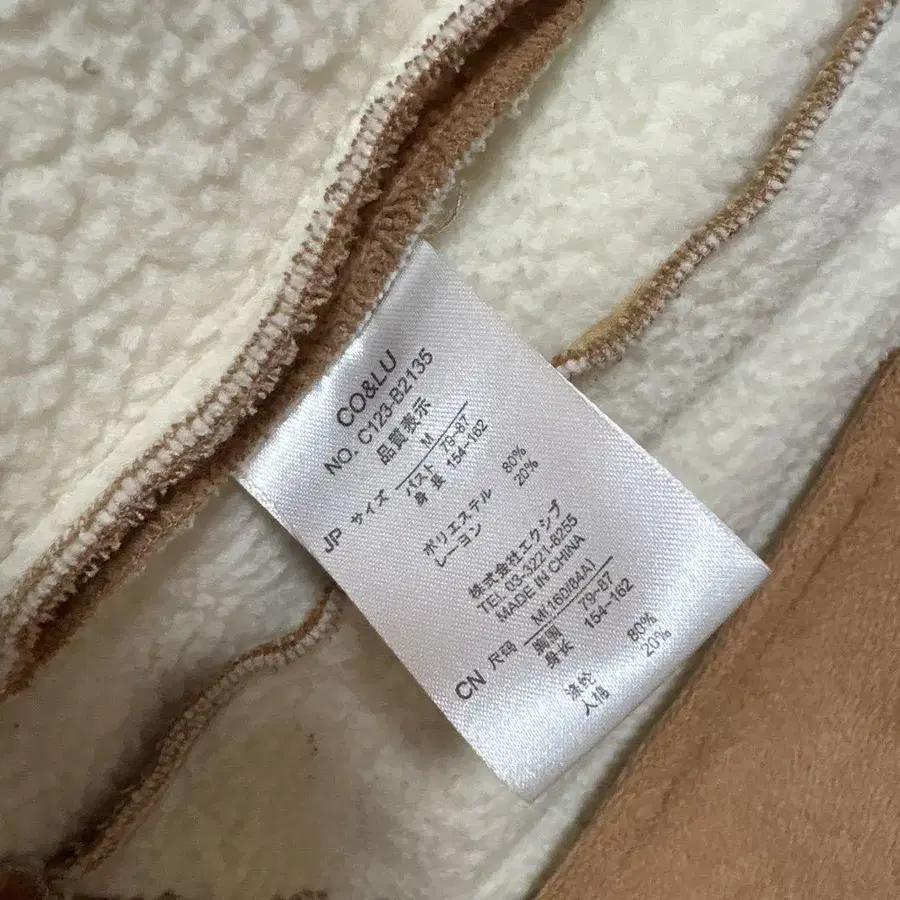 CO&LU
NO. C123-B2135
品質表示
JP サイズ M
バスト 79-87
身長 154-162
ポリエステル 80%
レーヨン 20%
株式会社エクシブ
TEL 03-3221-6255
MADE IN CHINA
CN 尺码 M(160/84A)
胸围 79-87
身长 154-162
涤纶 80%
人棉 20%